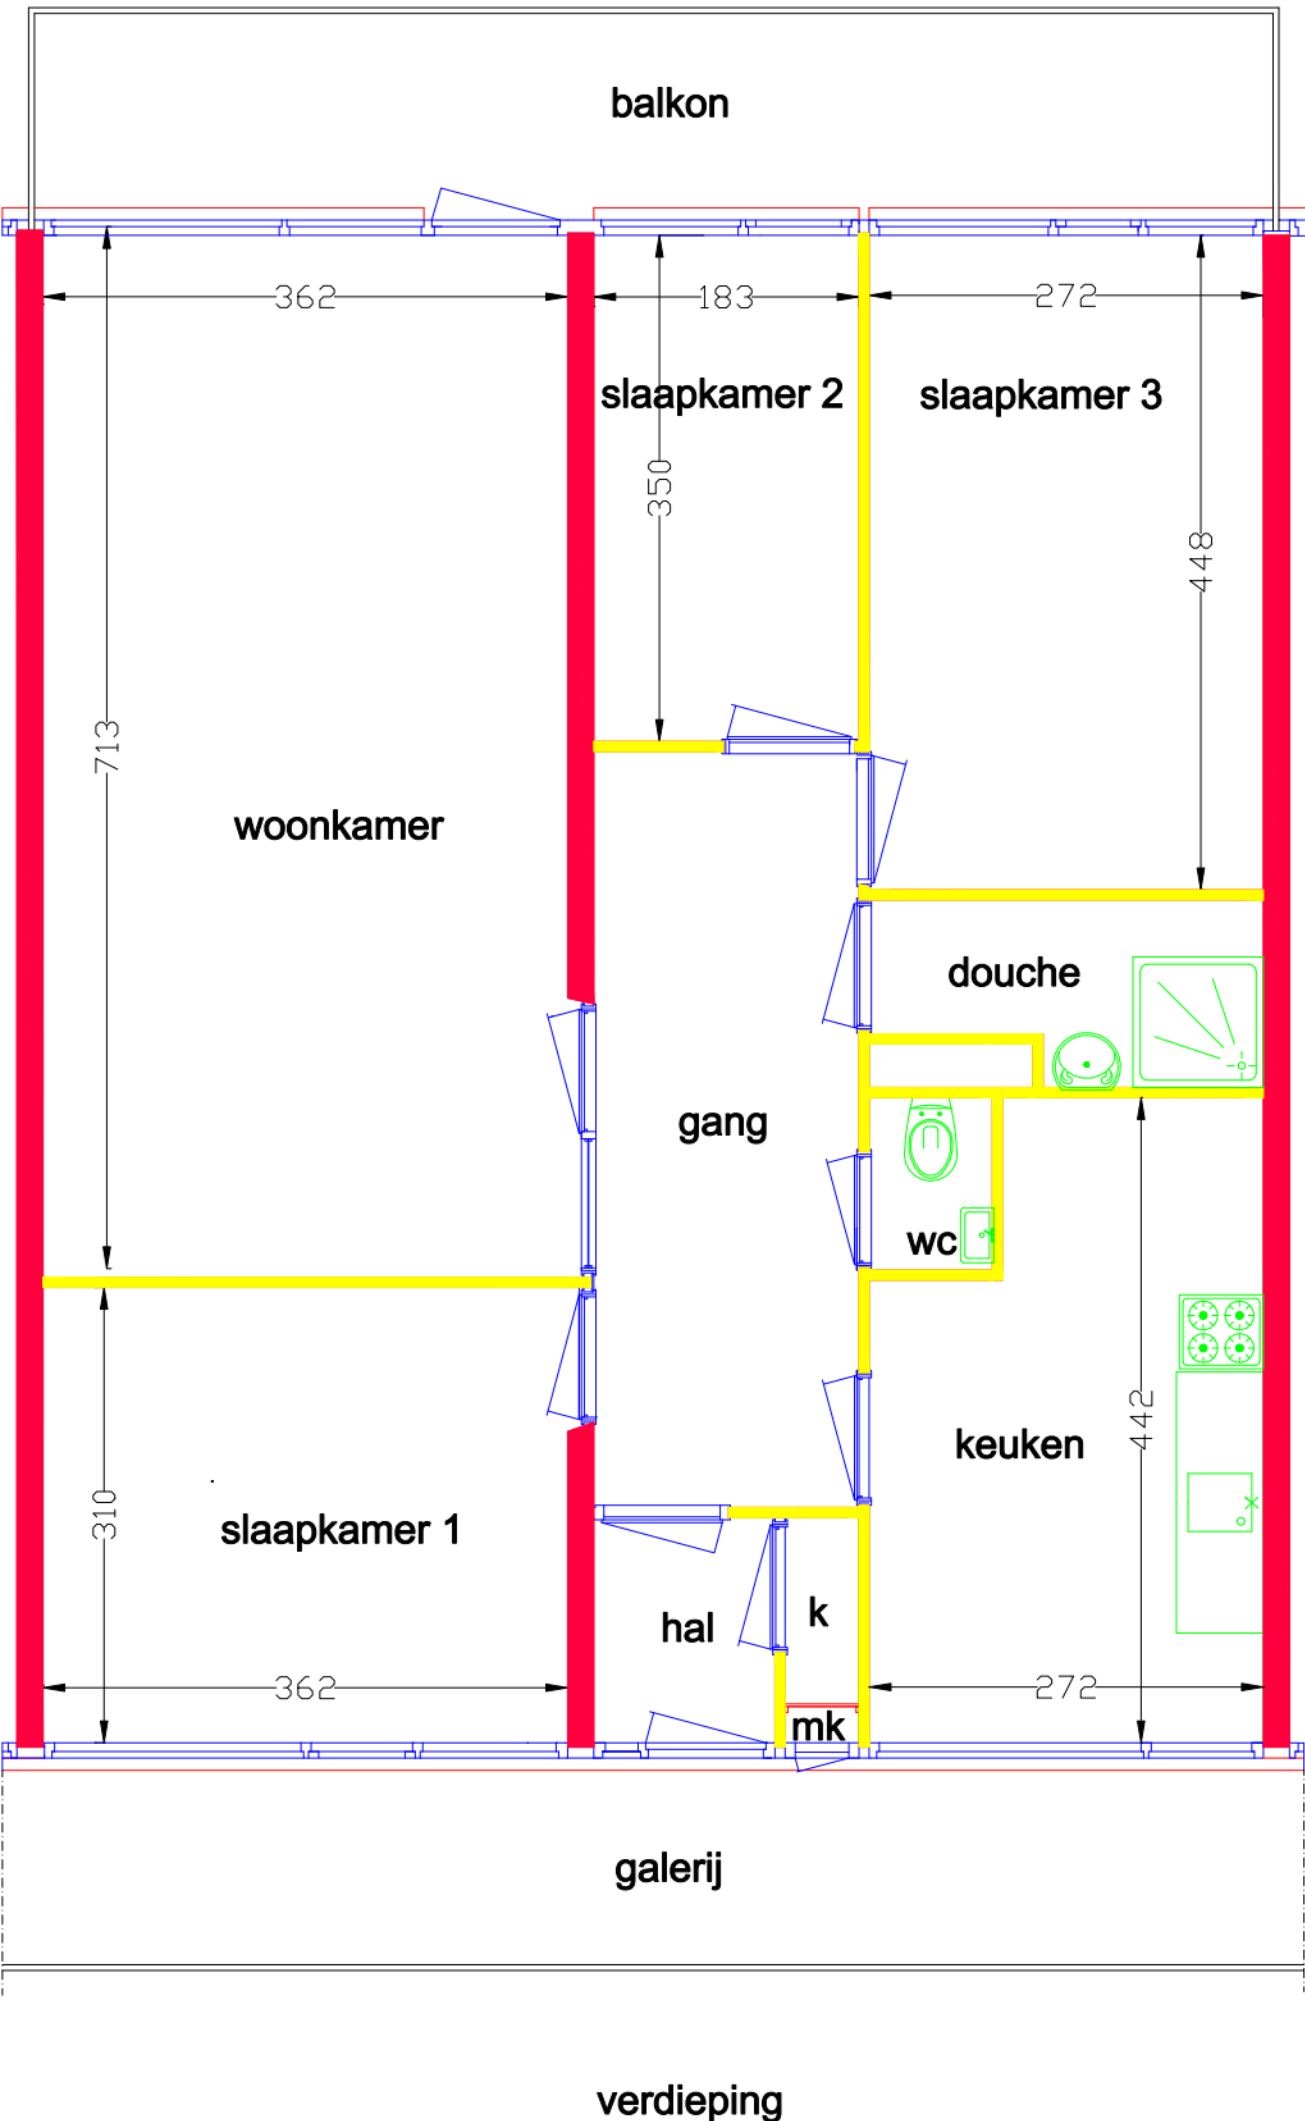 balkon
362
183
272
slaapkamer 2
slaapkamer 3
350
448
713
woonkamer
douche
gang
wc
442
keuken
310
slaapkamer 1
k
hal
362
272
mk
galerij
verdieping